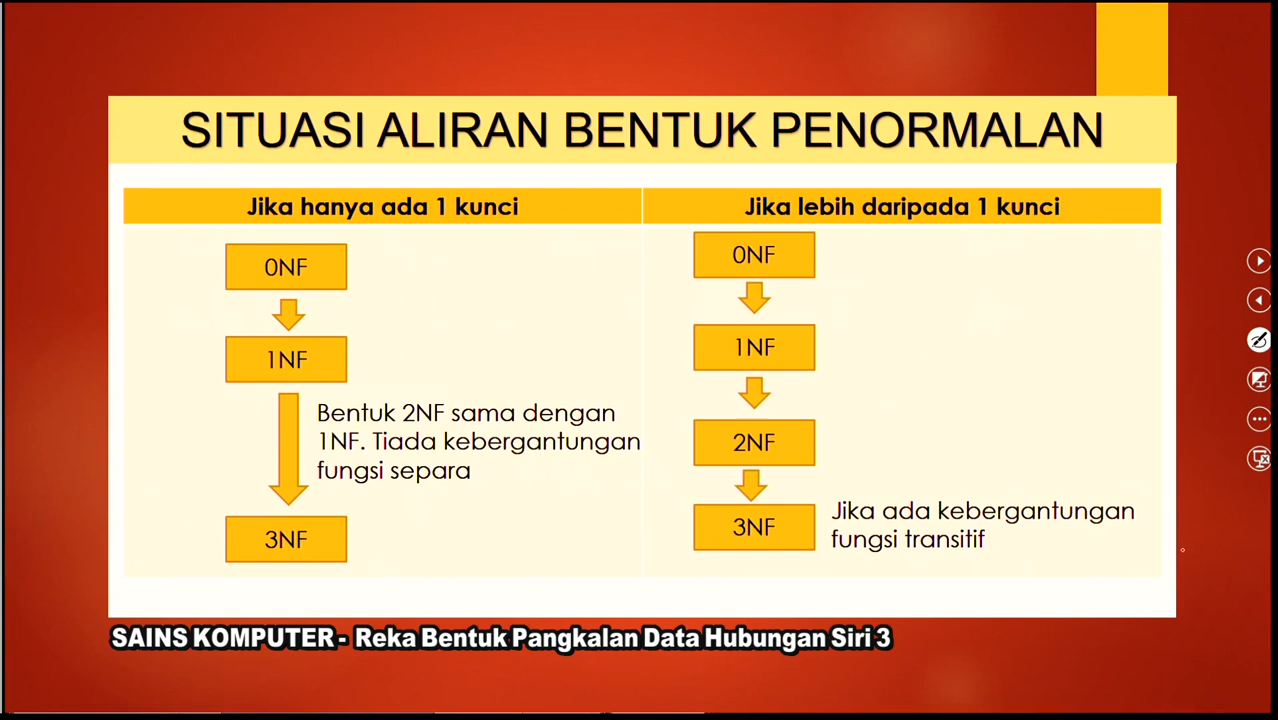 SITUASI ALIRAN BENTUK PENORMALAN
Jika hanya ada 1 kunci
0NF
1NF
Bentuk 2NF sama dengan
1NF. Tiada kebergantungan
fungsi separa
3NF
Jika lebih daripada 1 kunci
0NF
1NF
2NF
3NF
Jika ada kebergantungan
fungsi transitif
SAINS KOMPUTER - Reka Bentuk Pangkalan Data Hubungan Siri 3